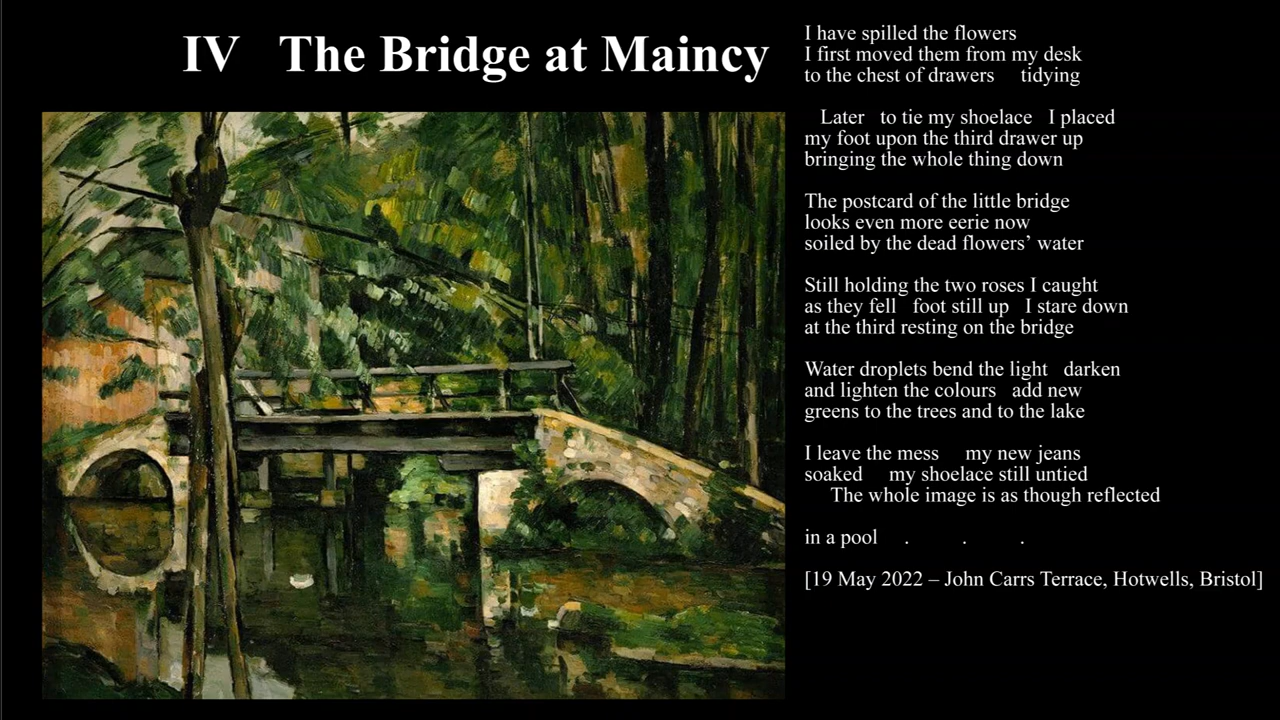 IV The Bridge at Maincy
I have spilled the flowers
I first moved them from my desk
to the chest of drawers tidying
Later to tie my shoelace I placed
my foot upon the third drawer up
bringing the whole thing down
The postcard of the little bridge
looks even more eerie now
soiled by the dead flowers’ water
Still holding the two roses I caught
as they fell foot still up I stare down
at the third resting on the bridge
Water droplets bend the light darken
and lighten the colours add new
greens to the trees and to the lake
I leave the mess my new jeans
soaked my shoelace still untied
The whole image is as though reflected
in a pool . . .
[19 May 2022 – John Carrs Terrace, Hotwells, Bristol]